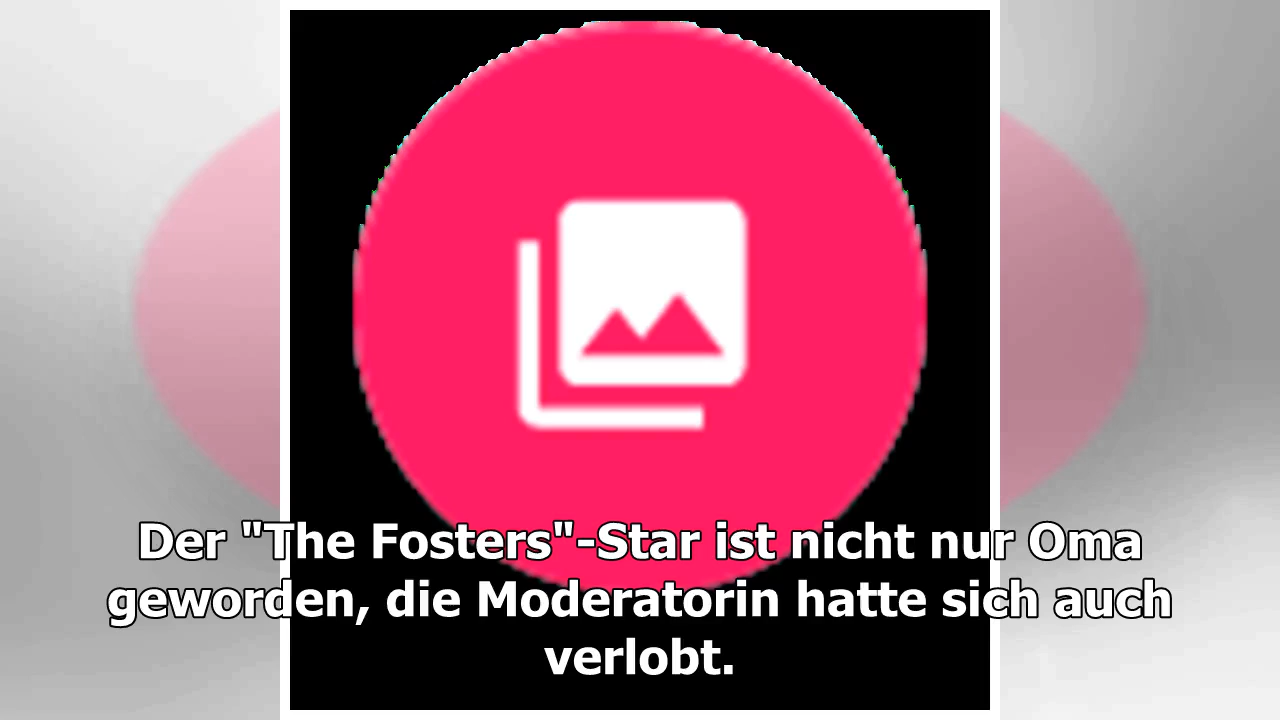 Der "The Fosters"-Star ist nicht nur Oma
geworden, die Moderatorin hatte sich auch
verlobt.